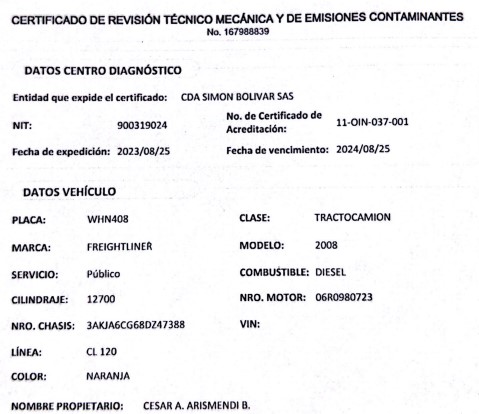 CERTIFICADO DE REVISIÓN TÉCNICO MECÁNICA Y DE EMISIONES CONTAMINANTES
No. 167988839
DATOS CENTRO DIAGNÓSTICO
Entidad que expide el certificado: CDA SIMON BOLIVAR SAS
NIT: 900319024 No. de Certificado de Acreditación: 11-OIN-037-001
Fecha de expedición: 2023/08/25 Fecha de vencimiento: 2024/08/25
DATOS VEHÍCULO
PLACA: WHN408 CLASE: TRACTOCAMION
MARCA: FREIGHTLINER MODELO: 2008
SERVICIO: Público COMBUSTIBLE: DIESEL
CILINDRAJE: 12700 NRO. MOTOR: 06R0980723
NRO. CHASIS: 3AKJA6CG68DZ47388 VIN:
LÍNEA: CL 120
COLOR: NARANJA
NOMBRE PROPIETARIO: CESAR A. ARISMENDI B.